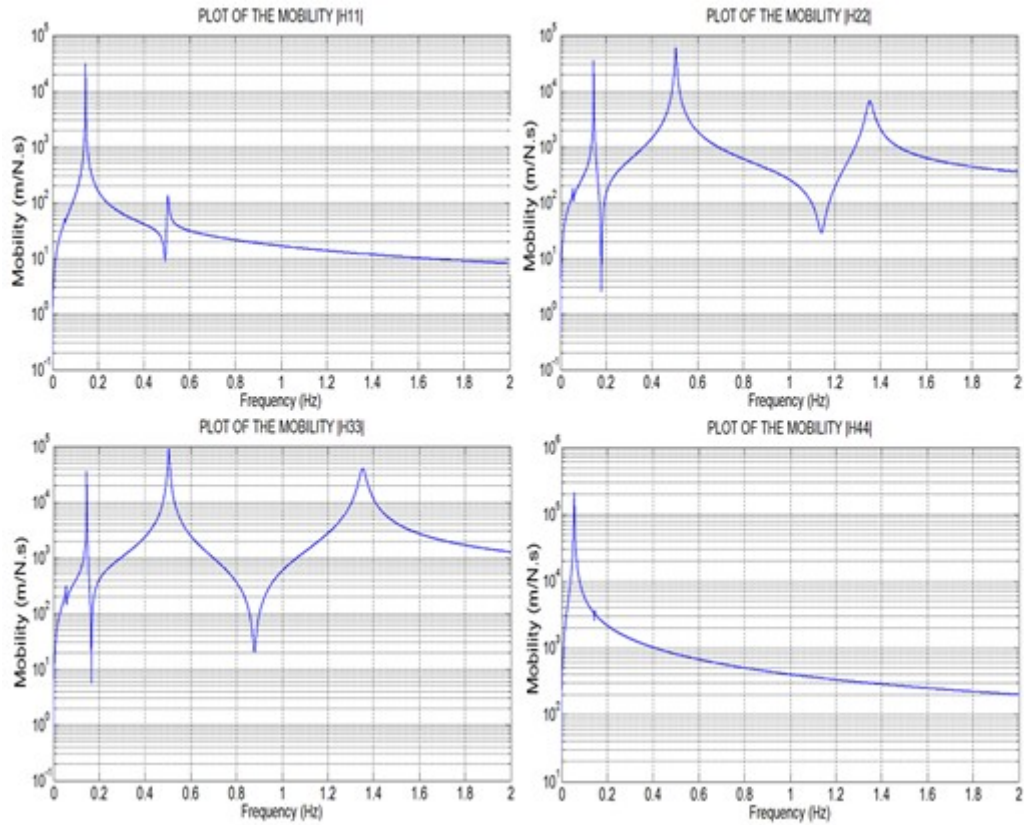 PLOT OF THE MOBILITY |H11|
10^5
10^4
10^3
10^2
10^1
10^0
10^-1
Mobility (m/N.s)
0 0.2 0.4 0.6 0.8 1 1.2 1.4 1.6 1.8 2
Frequency (Hz)
PLOT OF THE MOBILITY |H22|
10^5
10^4
10^3
10^2
10^1
10^0
10^-1
Mobility (m/N.s)
0 0.2 0.4 0.6 0.8 1 1.2 1.4 1.6 1.8 2
Frequency (Hz)
PLOT OF THE MOBILITY |H33|
10^5
10^4
10^3
10^2
10^1
10^0
10^-1
Mobility (m/N.s)
0 0.2 0.4 0.6 0.8 1 1.2 1.4 1.6 1.8 2
Frequency (Hz)
PLOT OF THE MOBILITY |H44|
10^6
10^5
10^4
10^3
10^2
10^1
Mobility (m/N.s)
0 0.2 0.4 0.6 0.8 1 1.2 1.4 1.6 1.8 2
Frequency (Hz)